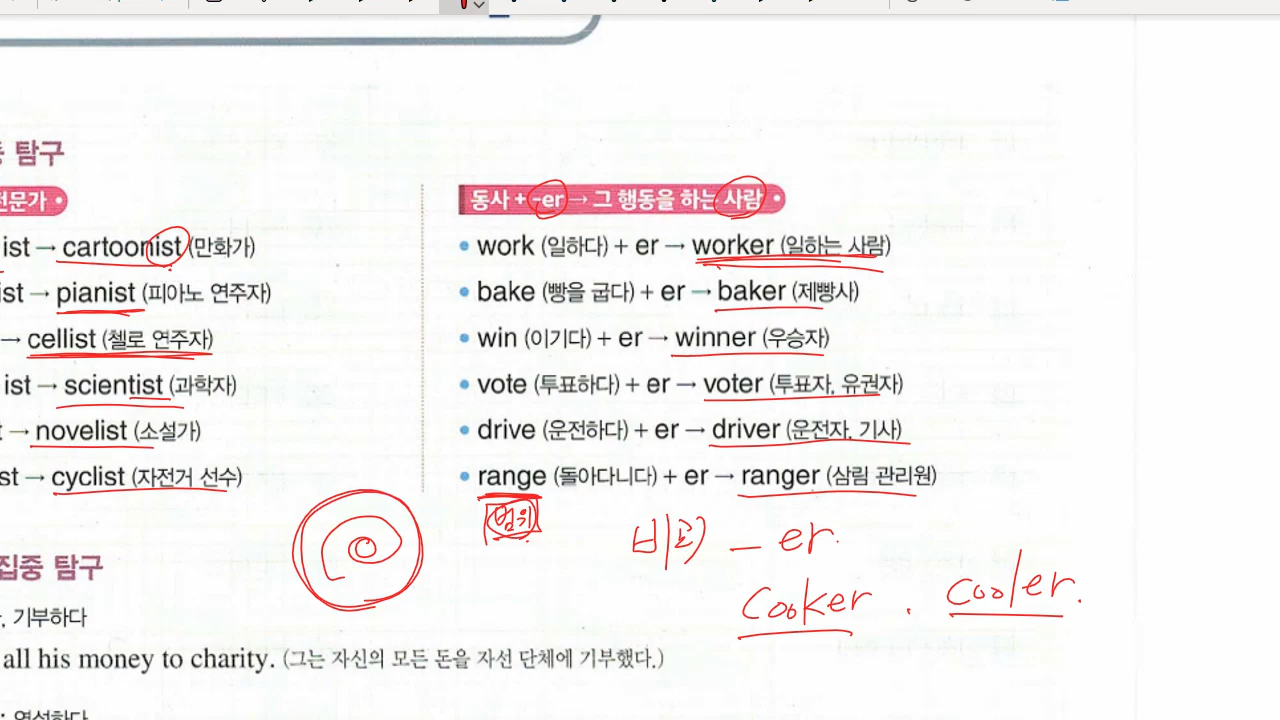 탐구
전문가
ist → cartoonist (만화가)
ist → pianist (피아노 연주자)
→ cellist (첼로 연주자)
ist → scientist (과학자)
t → novelist (소설가)
st → cyclist (자전거 선수)
동사 + -er → 그 행동을 하는 사람
work (일하다) + er → worker (일하는 사람)
bake (빵을 굽다) + er → baker (제빵사)
win (이기다) + er → winner (우승자)
vote (투표하다) + er → voter (투표자, 유권자)
drive (운전하다) + er → driver (운전자, 기사)
range (돌아다니다) + er → ranger (삼림 관리원)
범위
비교) - er.
cooker . cooler.
집중 탐구
, 기부하다
all his money to charity. (그는 자신의 모든 돈을 자선 단체에 기부했다.)
: 연설하다